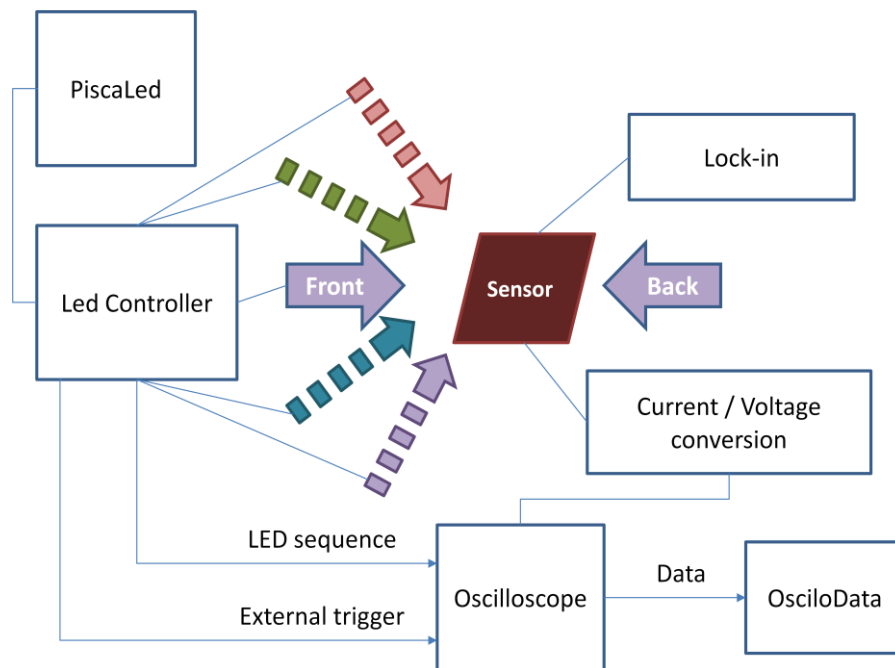 PiscaLed
Lock-in
Led Controller
Front
Sensor
Back
Current / Voltage
conversion
LED sequence
External trigger
Oscilloscope
Data
OsciloData